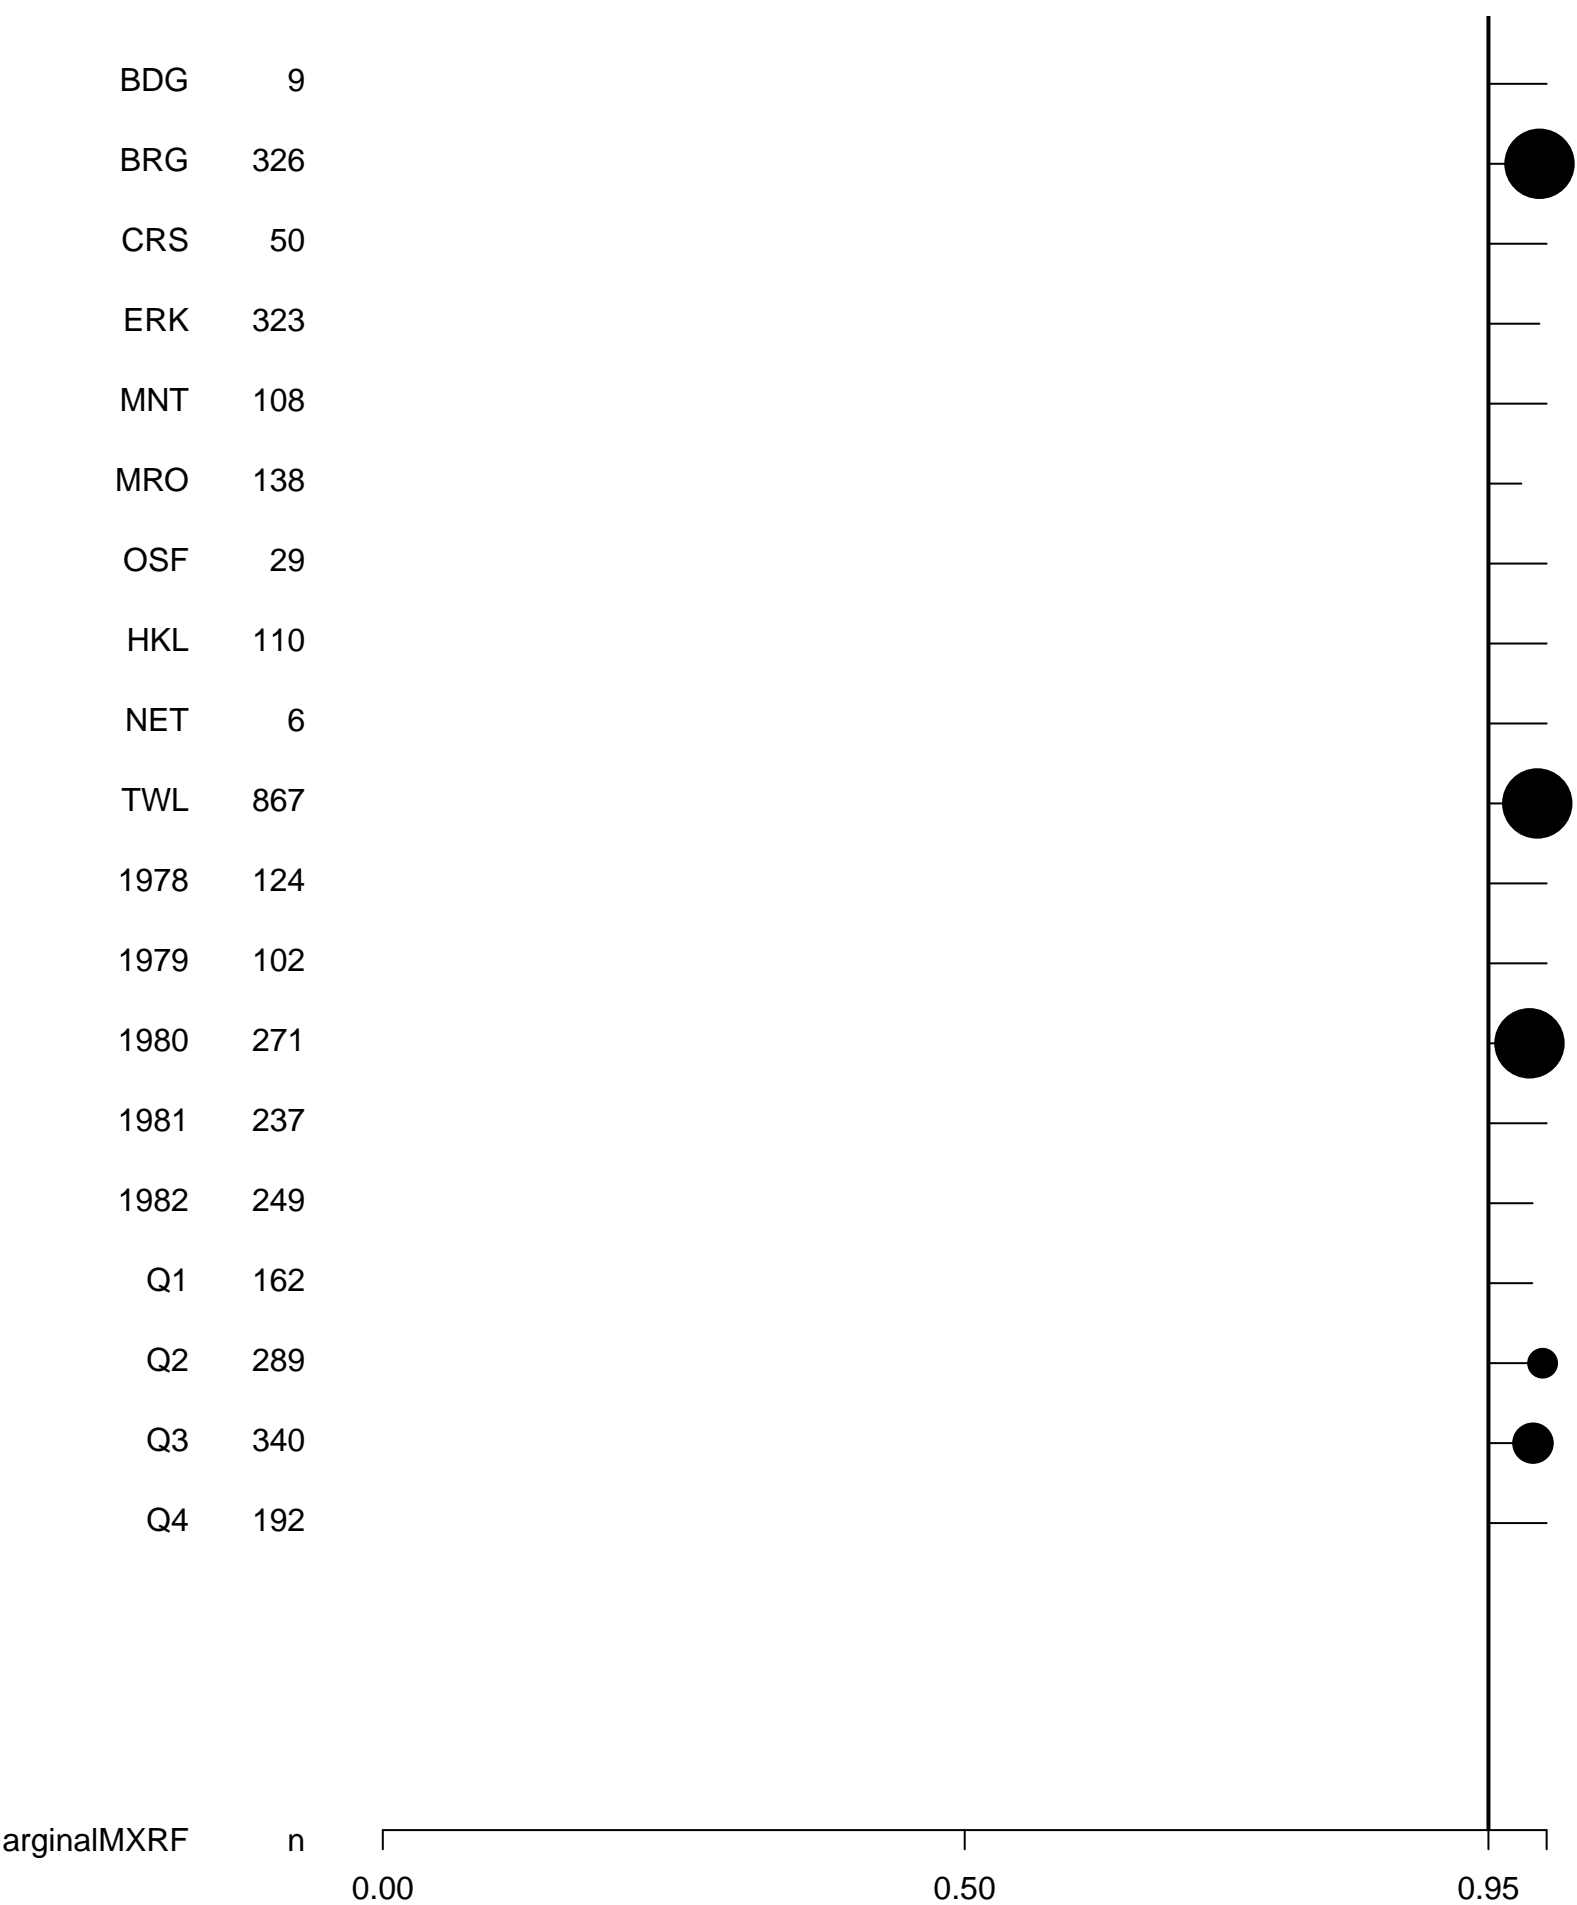 BDG 9
BRG 326
CRS 50
ERK 323
MNT 108
MRO 138
OSF 29
HKL 110
NET 6
TWL 867
1978 124
1979 102
1980 271
1981 237
1982 249
Q1 162
Q2 289
Q3 340
Q4 192
arginalMXRF n
0.00 0.50 0.95